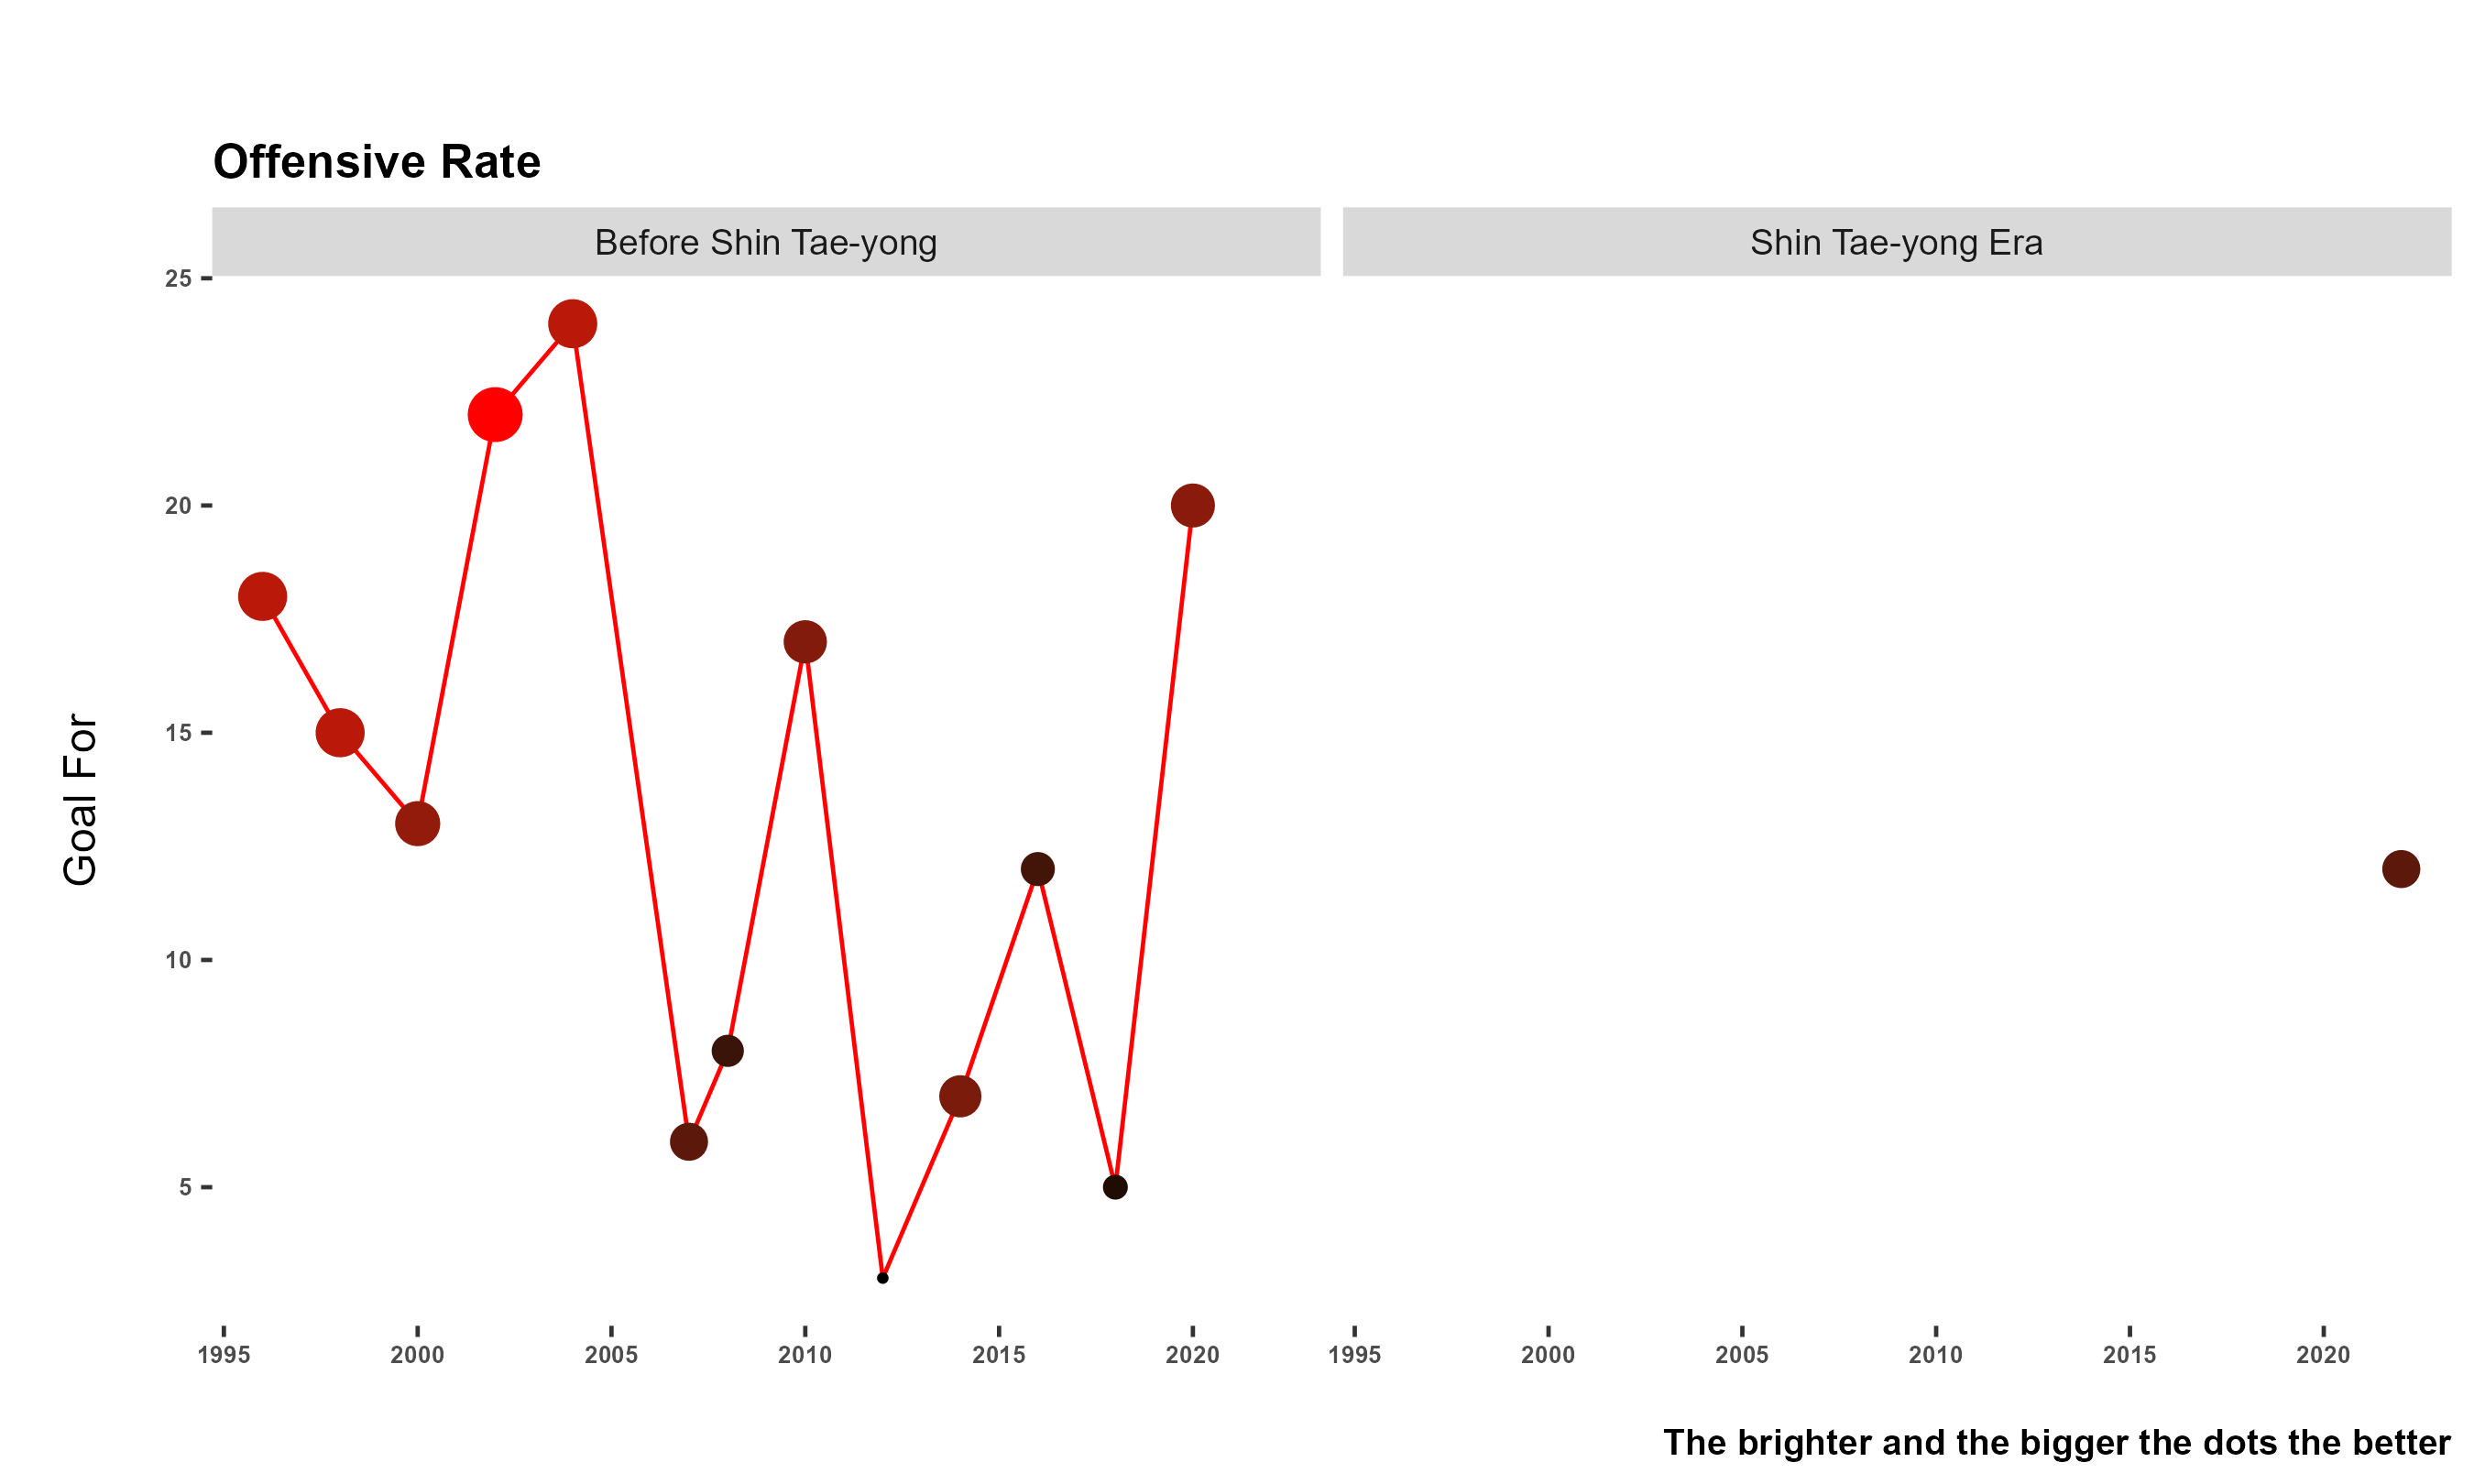 Offensive Rate
Before Shin Tae-yong
Shin Tae-yong Era
25
20
15
10
5
Goal For
1995 2000 2005 2010 2015 2020 1995 2000 2005 2010 2015 2020
The brighter and the bigger the dots the better